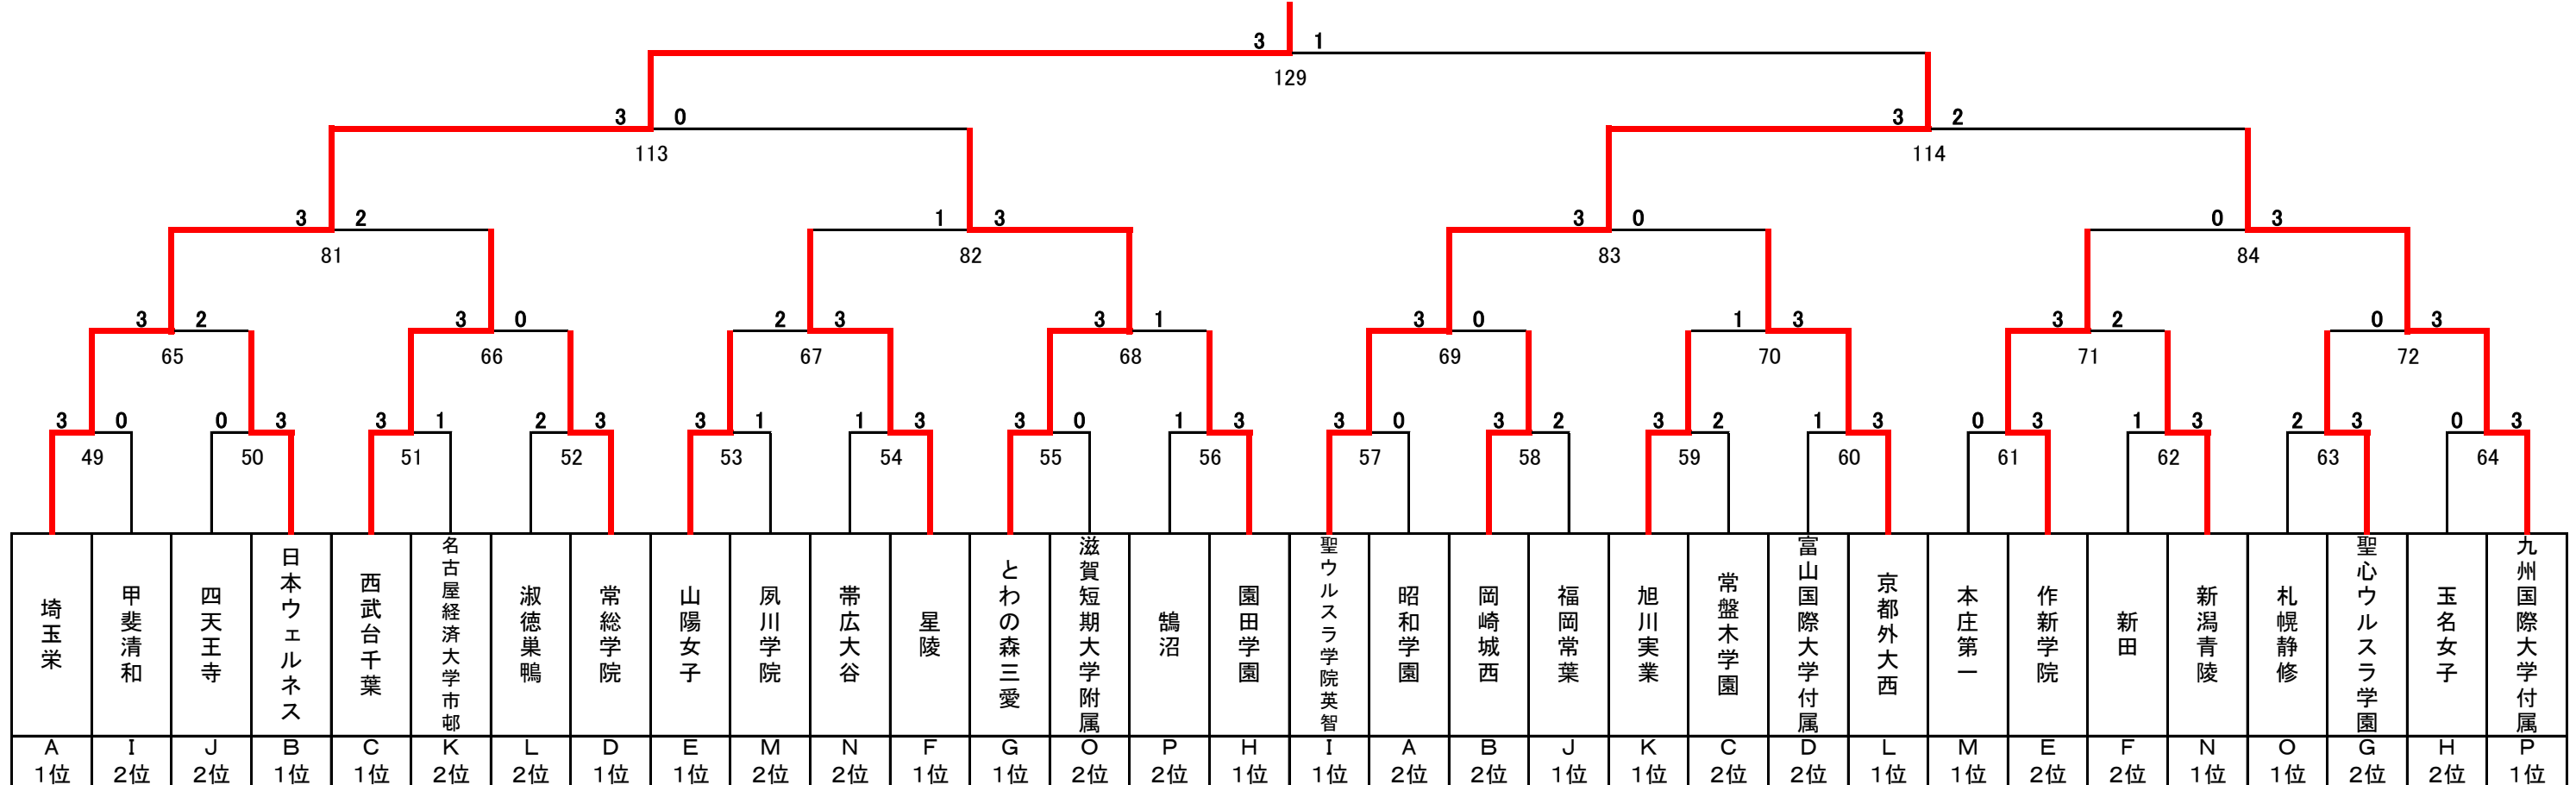 3 1
129
3 0 3 2
113 114
3 2 1 3 3 0 0 3
81 82 83 84
3 2 3 0 2 3 3 1 3 0 1 3 3 2 0 3
65 66 67 68 69 70 71 72
3 0 0 3 3 1 2 3 3 1 1 3 3 0 1 3 3 0 3 2 3 2 1 3 0 3 1 3 2 3 0 3
49 50 51 52 53 54 55 56 57 58 59 60 61 62 63 64
埼玉栄
甲斐清和
四天王寺
日本ウェルネス
西武台千葉
名古屋経済大学市邨
淑徳巣鴨
常総学院
山陽女子
夙川学院
帯広大谷
星陵
とわの森三愛
滋賀短期大学附属
鵠沼
園田学園
聖ウルスラ学院英智
昭和学園
岡崎城西
福岡常葉
旭川実業
常盤木学園
富山国際大学付属
京都外大西
本庄第一
作新学院
新田
新潟青陵
札幌静修
聖心ウルスラ学園
玉名女子
九州国際大学付属
A I J B C K L D E M N F G O P H I A B J K C D L M E F N O G H P
1位 2位 2位 1位 1位 2位 2位 1位 1位 2位 2位 1位 1位 2位 2位 1位 1位 2位 2位 1位 1位 2位 2位 1位 1位 2位 2位 1位 1位 2位 2位 1位